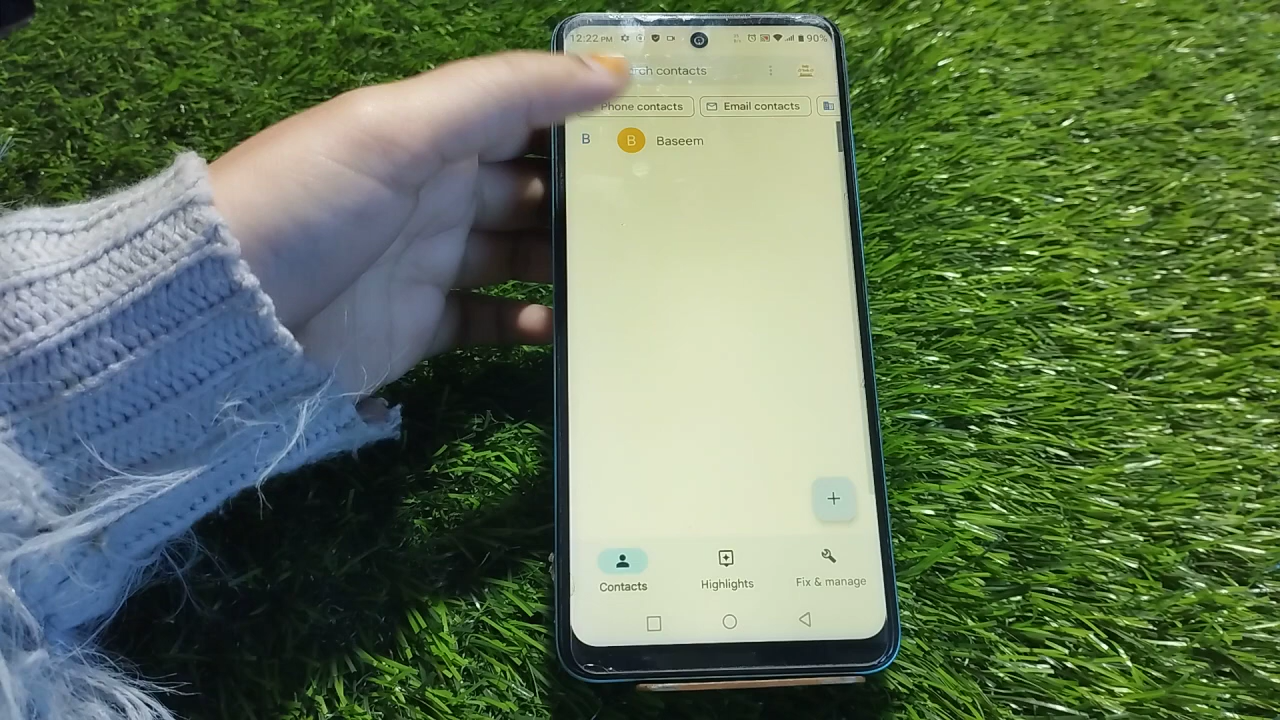 12:22 PM 90%
rch contacts
Phone contacts Email contacts
B B Baseem
+
Contacts Highlights Fix & manage